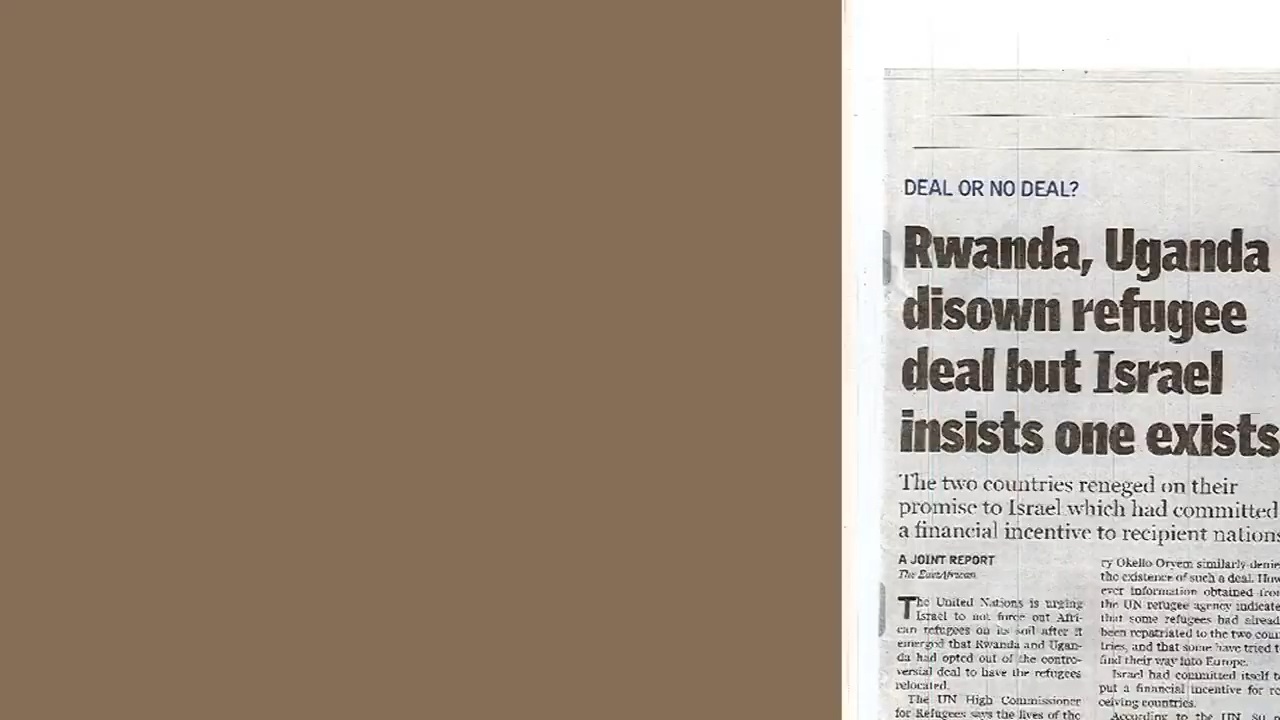 DEAL OR NO DEAL?
Rwanda, Uganda
disown refugee
deal but Israel
insists one exists
The two countries reneged on their
promise to Israel which had committed
a financial incentive to recipient nations
A JOINT REPORT
The EastAfrican
The United Nations is urging
Israel to not force out Afri-
can refugees on its soil after it
emerged that Rwanda and Ugan-
da had opted out of the contro-
versial deal to have the refugees
relocated.
The UN High Commissioner
for Refugees says the lives of the
ry Okello Oryem similarly denie
the existence of such a deal. How
ever information obtained from
the UN refugee agency indicate
that some refugees had alread
been repatriated to the two coun
tries, and that some have tried t
find their way into Europe.
Israel had committed itself t
put a financial incentive for re
ceiving countries.
According to the UN, 80